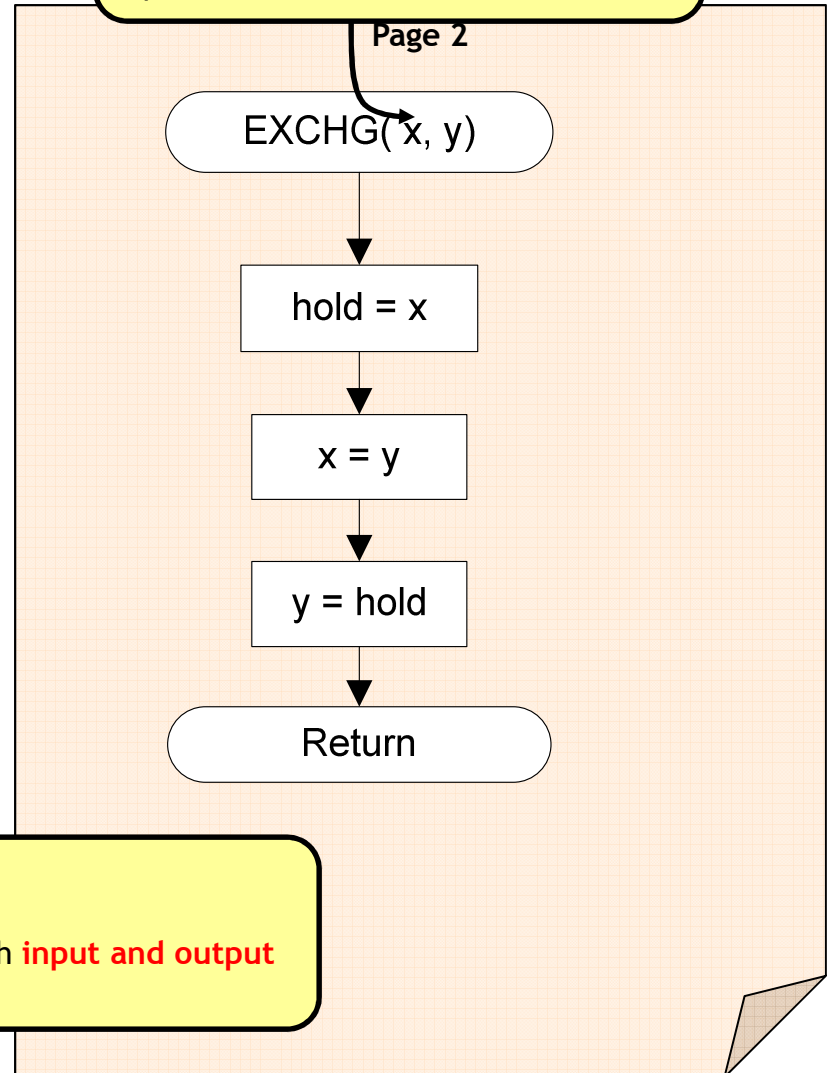 Page 2
EXCHG( x, y)
hold = x
x = y
y = hold
Return
input and output